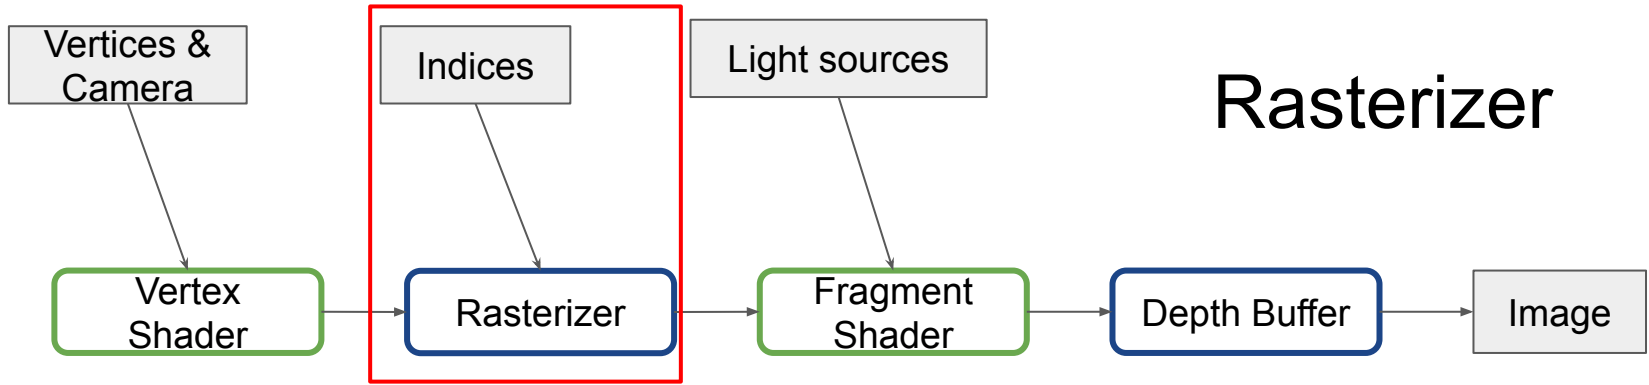 Vertices &
Camera
Indices
Light sources
Rasterizer
Vertex
Shader
Rasterizer
Fragment
Shader
Depth Buffer
Image